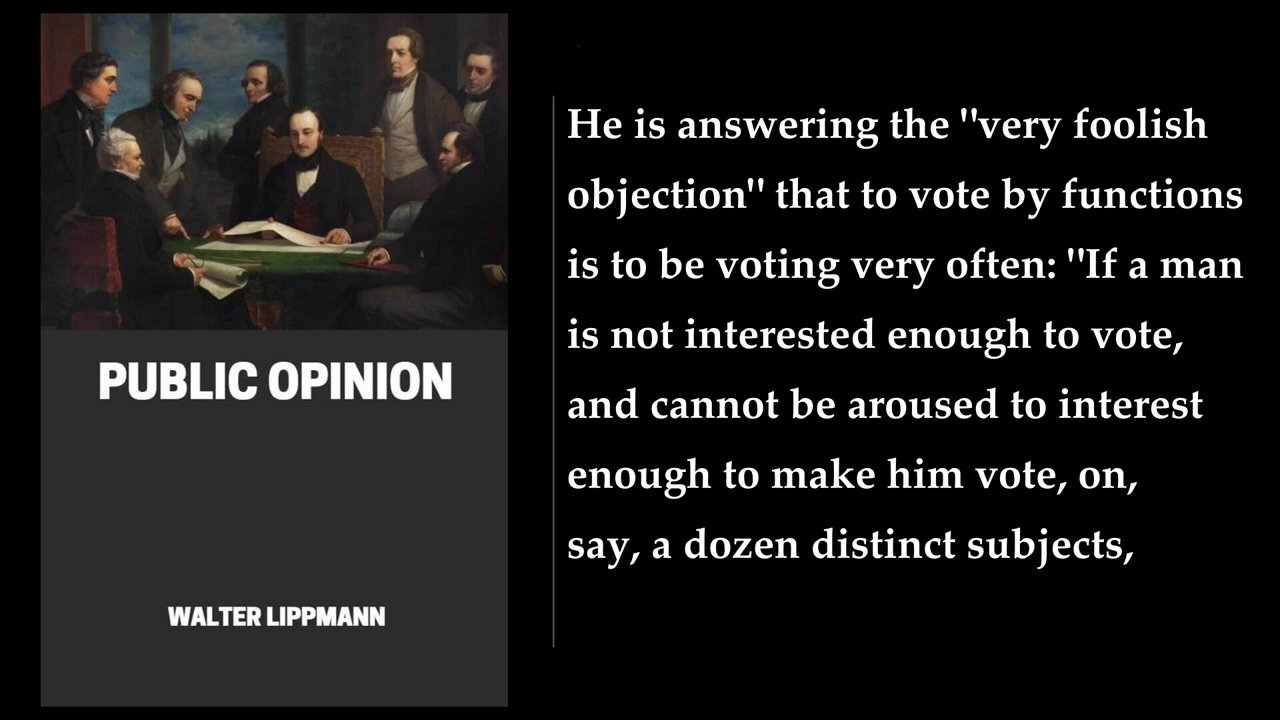 PUBLIC OPINION
WALTER LIPPMANN
He is answering the "very foolish
objection" that to vote by functions
is to be voting very often: "If a man
is not interested enough to vote,
and cannot be aroused to interest
enough to make him vote, on,
say, a dozen distinct subjects,